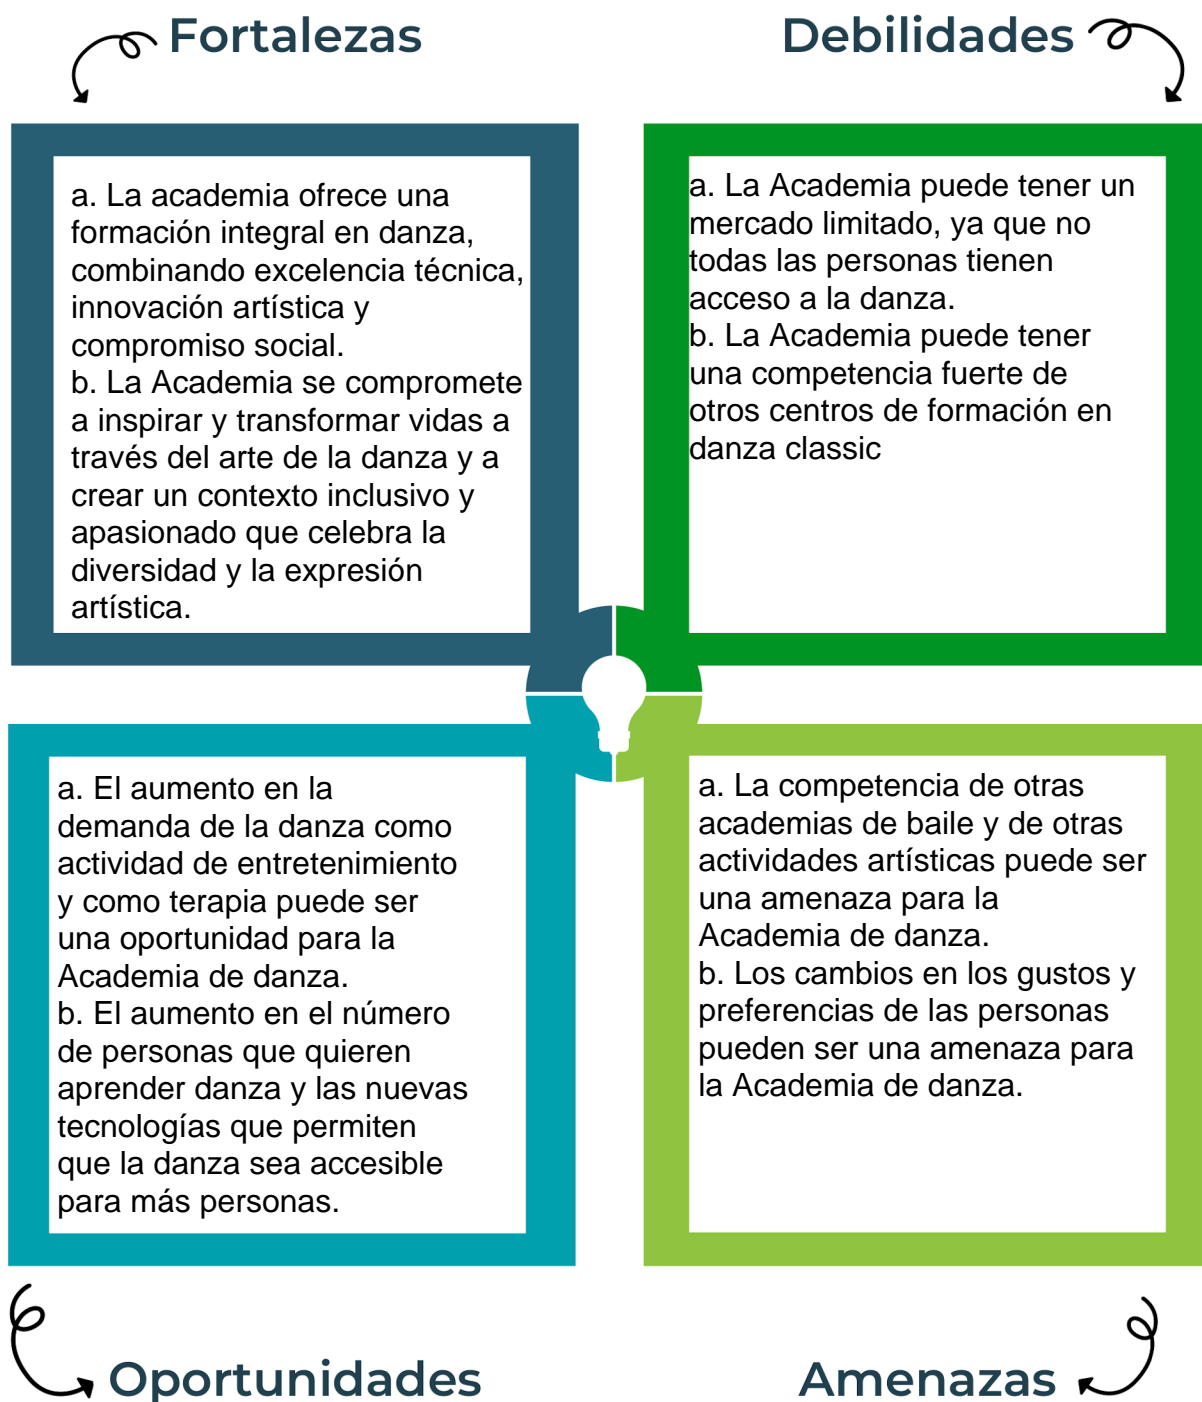 Fortalezas
a. La academia ofrece una
formación integral en danza,
combinando excelencia técnica,
innovación artística y
compromiso social.
b. La Academia se compromete
a inspirar y transformar vidas a
través del arte de la danza y a
crear un contexto inclusivo y
apasionado que celebra la
diversidad y la expresión
artística.
Debilidades
a. La Academia puede tener un
mercado limitado, ya que no
todas las personas tienen
acceso a la danza.
b. La Academia puede tener
una competencia fuerte de
otros centros de formación en
danza classic
a. El aumento en la
demanda de la danza como
actividad de entretenimiento
y como terapia puede ser
una oportunidad para la
Academia de danza.
b. El aumento en el número
de personas que quieren
aprender danza y las nuevas
tecnologías que permiten
que la danza sea accesible
para más personas.
Oportunidades
a. La competencia de otras
academias de baile y de otras
actividades artísticas puede ser
una amenaza para la
Academia de danza.
b. Los cambios en los gustos y
preferencias de las personas
pueden ser una amenaza para
la Academia de danza.
Amenazas